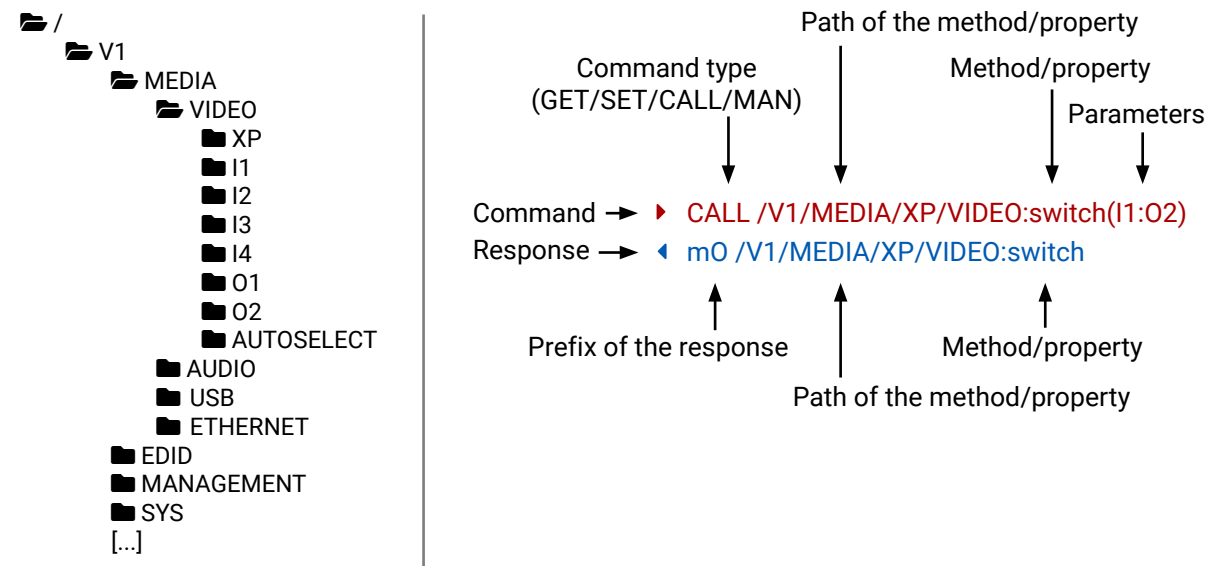 /
V1
MEDIA
VIDEO
XP
I1
I2
I3
I4
O1
O2
AUTOSELECT
AUDIO
USB
ETHERNET
EDID
MANAGEMENT
SYS
[...]
Path of the method/property
Command type
(GET/SET/CALL/MAN)
Method/property
Parameters
Command
CALL /V1/MEDIA/XP/VIDEO:switch(I1:O2)
Response
mO /V1/MEDIA/XP/VIDEO:switch
Prefix of the response
Method/property
Path of the method/property